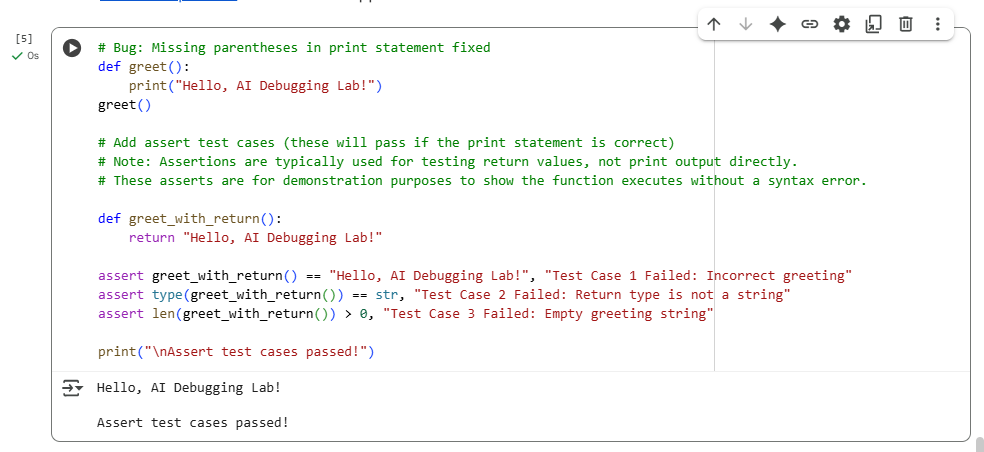 [5]
0s
# Bug: Missing parentheses in print statement fixed
def greet():
    print("Hello, AI Debugging Lab!")
greet()

# Add assert test cases (these will pass if the print statement is correct)
# Note: Assertions are typically used for testing return values, not print output directly.
# These asserts are for demonstration purposes to show the function executes without a syntax error.

def greet_with_return():
    return "Hello, AI Debugging Lab!"

assert greet_with_return() == "Hello, AI Debugging Lab!", "Test Case 1 Failed: Incorrect greeting"
assert type(greet_with_return()) == str, "Test Case 2 Failed: Return type is not a string"
assert len(greet_with_return()) > 0, "Test Case 3 Failed: Empty greeting string"

print("\nAssert test cases passed!")
Hello, AI Debugging Lab!

Assert test cases passed!